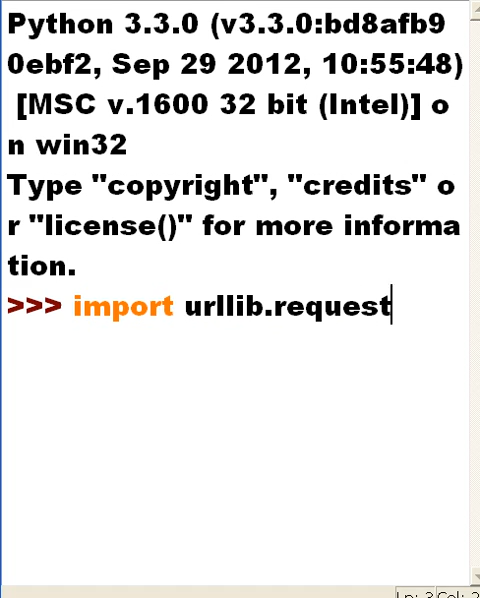 Python 3.3.0 (v3.3.0:bd8afb9
0ebf2, Sep 29 2012, 10:55:48)
[MSC v.1600 32 bit (Intel)] o
n win32
Type "copyright", "credits" o
r "license()" for more informa
tion.
>>> import urllib.request